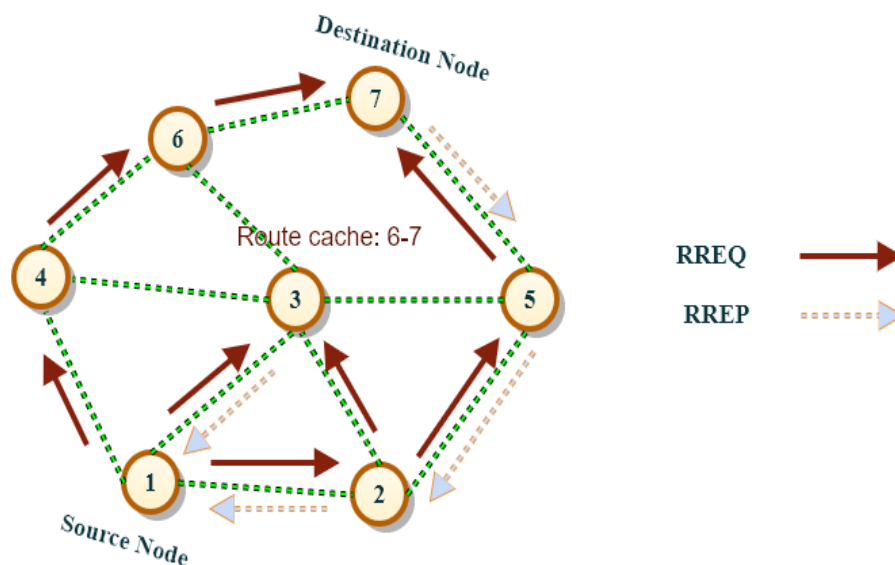 Destination Node
7
6
Route cache: 6-7
4
3
5
RREQ
RREP
1
2
Source Node